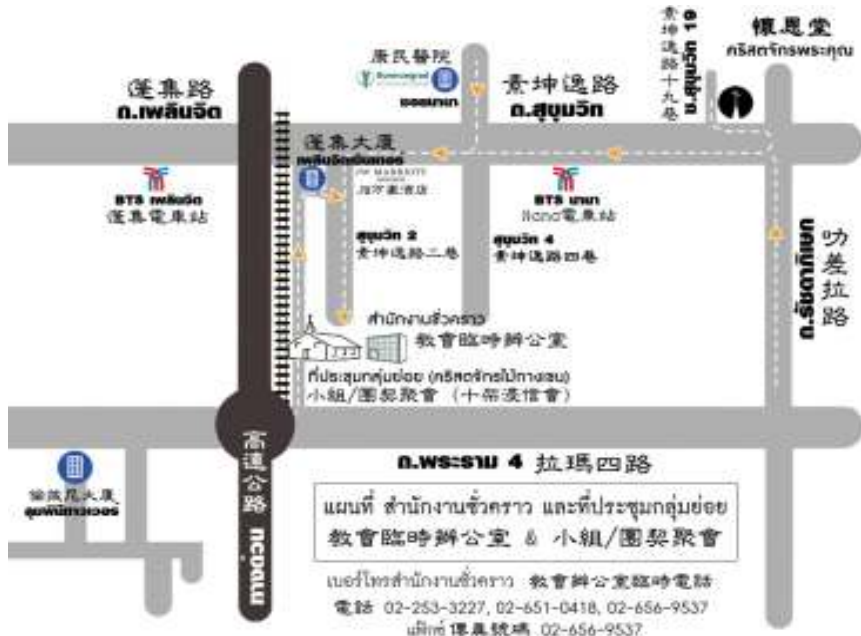 蓬集路
ถ.เพลินจิต
康民醫院
ซอยนานา
素坤逸路
ถ.สุขุมวิท
素坤逸路十九巷
สุขุมวิท 19
懷恩堂
คริสตจักรพระคุณ
蓬集大廈
เพลินจิตเซ็นเตอร์
JW MARRIOTT
BTS เพลินจิต
蓬集電車站
BTS นานา
Nana電車站
สุขุมวิท 2
素坤逸路二巷
สุขุมวิท 4
素坤逸路四巷
ถ.รัชดาภิเษก
叻差拉路
สำนักงานชั่วคราว
教會臨時辦公室
ที่ประชุมกลุ่มย่อย (คริสตจักรไม้กางเขน)
小組/團契聚會 (十架浸信會)
高速公路
ทางด่วน
ถ.พระราม 4 拉瑪四路
ลุมพินีทาวเวอร์
แผนที่ สำนักงานชั่วคราว และที่ประชุมกลุ่มย่อย
教會臨時辦公室 & 小組/團契聚會
เบอร์โทรสำนักงานชั่วคราว 教會辦公室臨時電話
電話 02-253-3227, 02-651-0418, 02-656-9537
แฟ็กซ์ 傳真號碼 02-656-9537